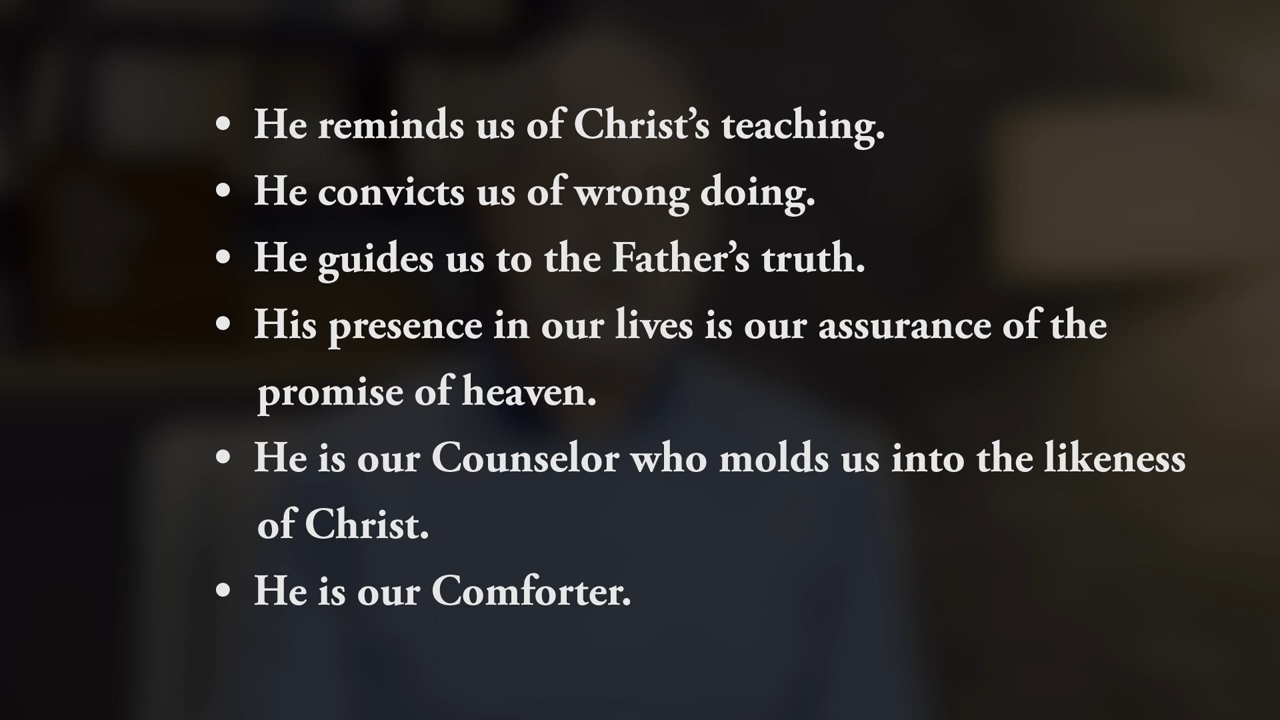 • He reminds us of Christ’s teaching.
• He convicts us of wrong doing.
• He guides us to the Father’s truth.
• His presence in our lives is our assurance of the
promise of heaven.
• He is our Counselor who molds us into the likeness
of Christ.
• He is our Comforter.